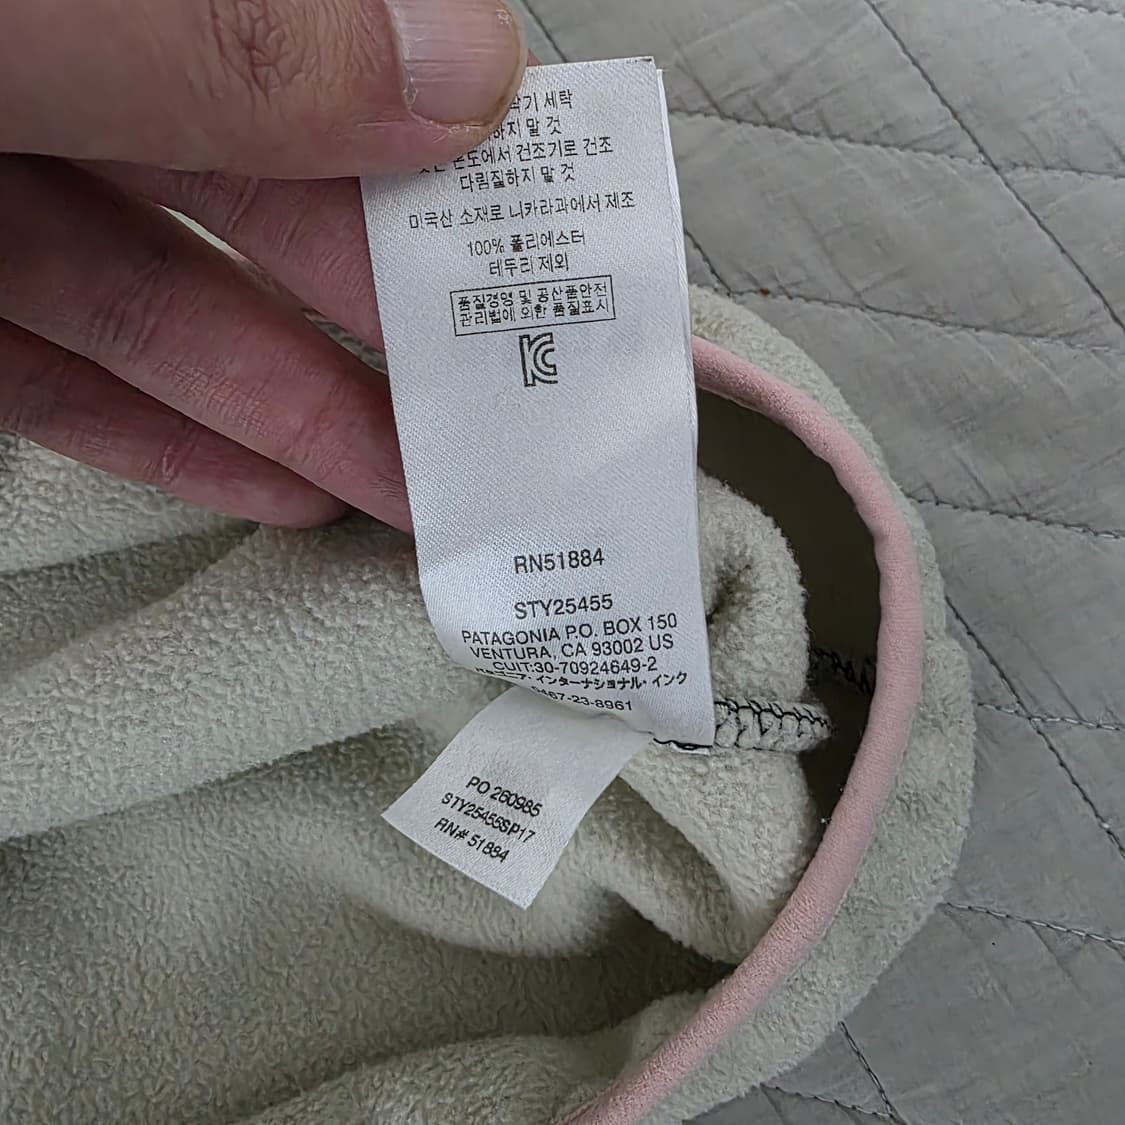 세탁
하지 말 것
온도에서 건조기로 건조
다림질하지 말 것
미국산 소재로 니카라과에서 제조
100% 폴리에스터
테두리 제외
품질경영 및 공산품안전
관리법에 의한 품질표시
KC
RN51884
STY25455
PATAGONIA P.O. BOX 150
VENTURA, CA 93002 US
CUIT:30-70924649-2
インターナショナル・インク
0467-23-8961
PO 260985
STY25455SP17
RN# 51884